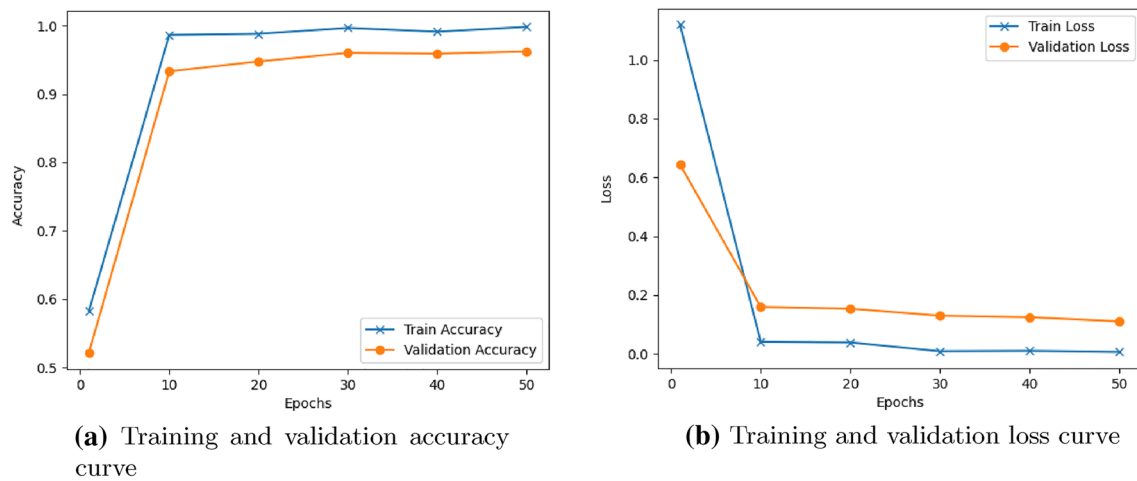 1.0
0.9
0.8
0.7
0.6
0.5
Accuracy
Train Accuracy
Validation Accuracy
0 10 20 30 40 50
Epochs
(a) Training and validation accuracy
curve
1.0
0.8
0.6
0.4
0.2
0.0
Loss
Train Loss
Validation Loss
0 10 20 30 40 50
Epochs
(b) Training and validation loss curve